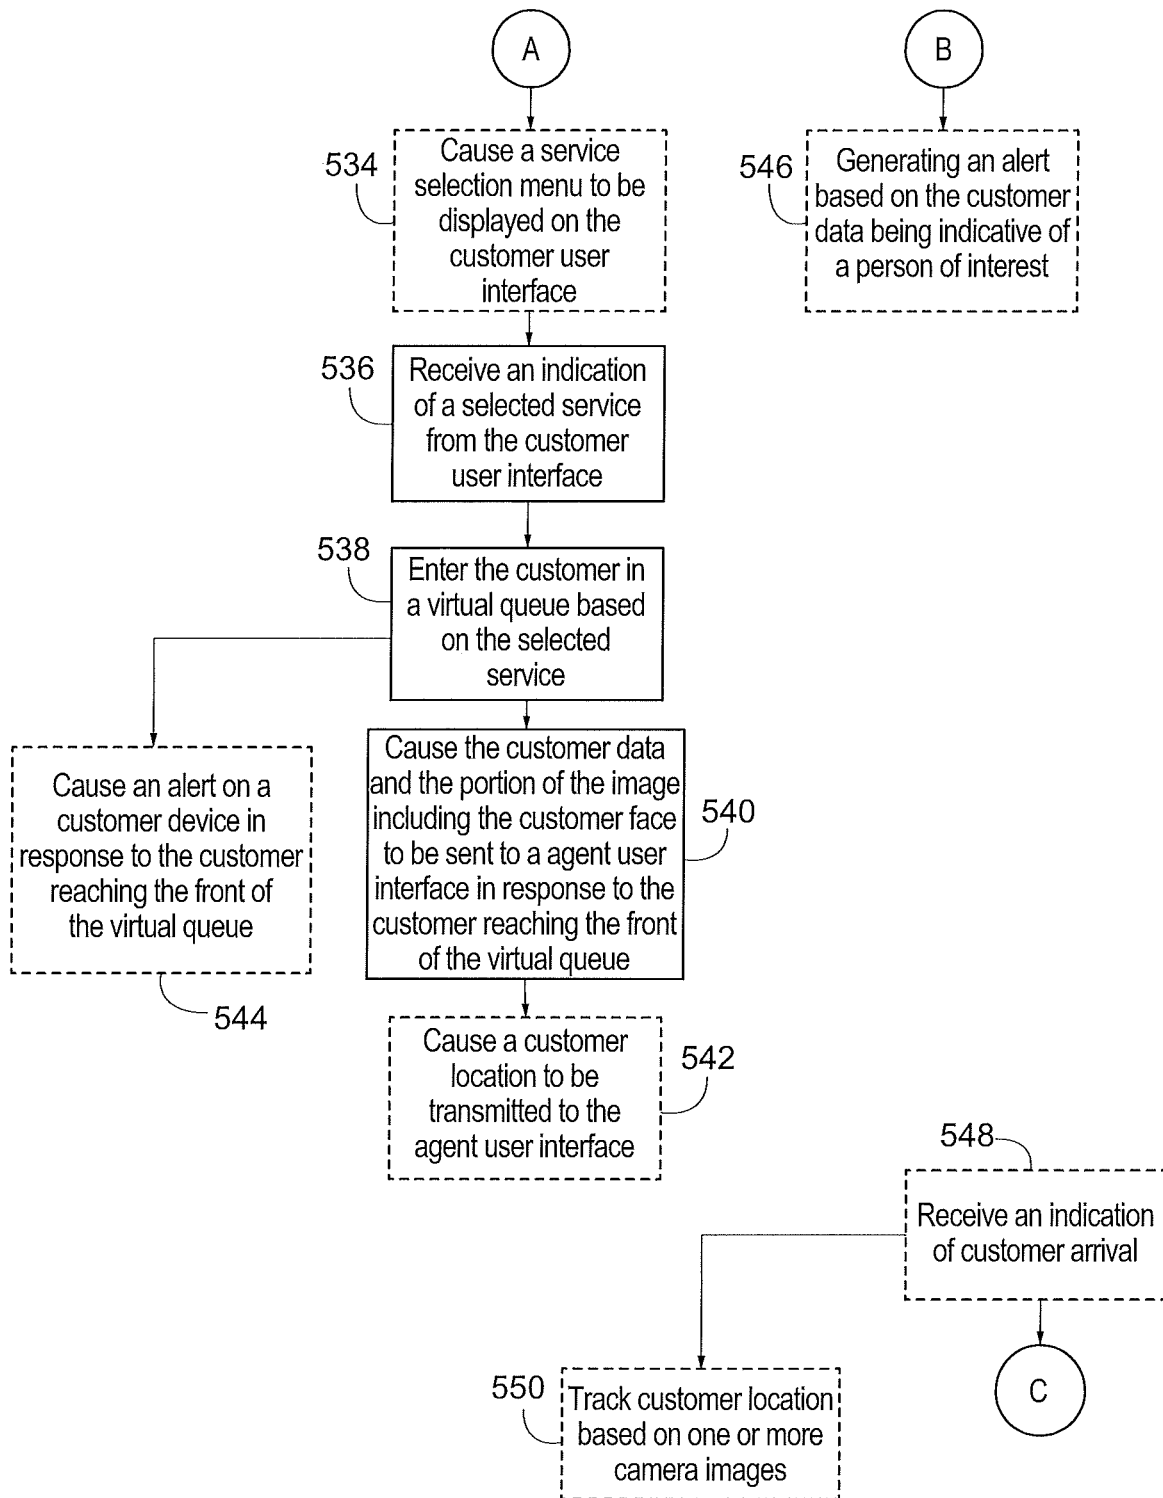 A
B
534
Cause a service
selection menu to be
displayed on the
customer user
interface
546
Generating an alert
based on the customer
data being indicative of
a person of interest
536
Receive an indication
of a selected service
from the customer
user interface
538
Enter the customer in
a virtual queue based
on the selected
service
Cause an alert on a
customer device in
response to the customer
reaching the front of
the virtual queue
544
Cause the customer data
and the portion of the image
including the customer face
to be sent to a agent user
interface in response to the
customer reaching the front
of the virtual queue
540
Cause a customer
location to be
transmitted to the
agent user interface
542
548
Receive an indication
of customer arrival
C
550
Track customer location
based on one or more
camera images